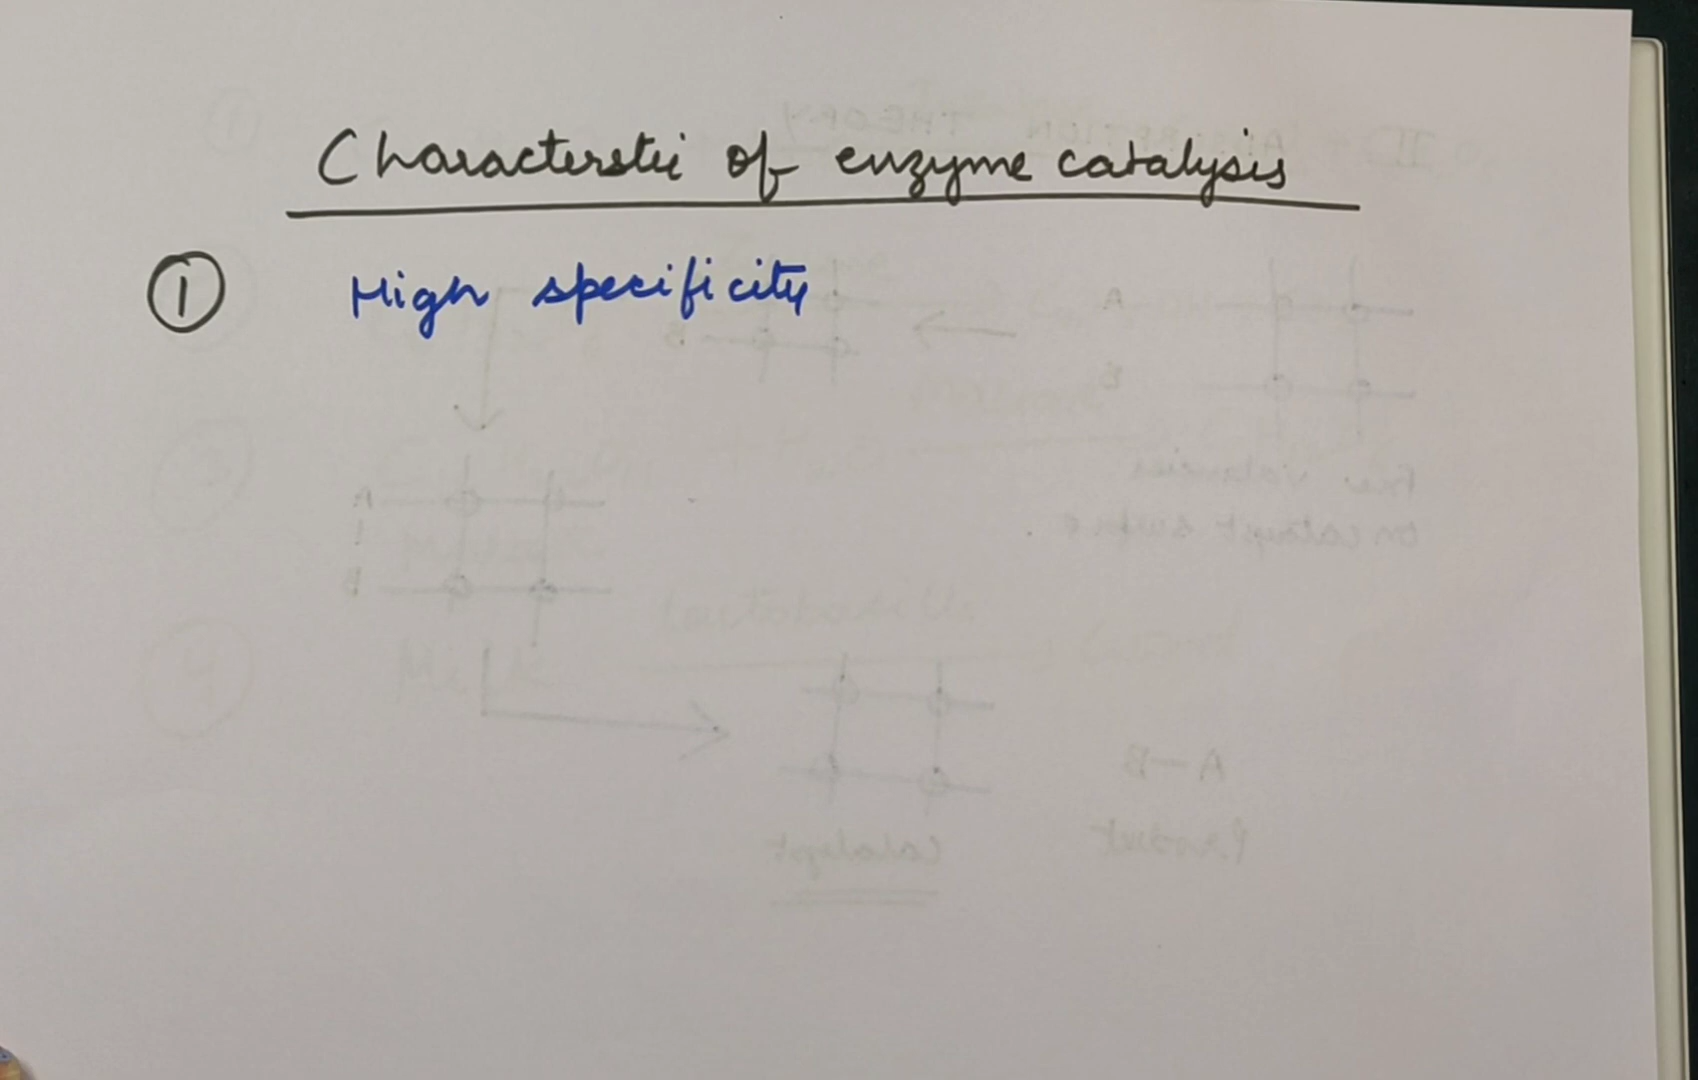 Characterstic of enzyme catalysis
① High specificity